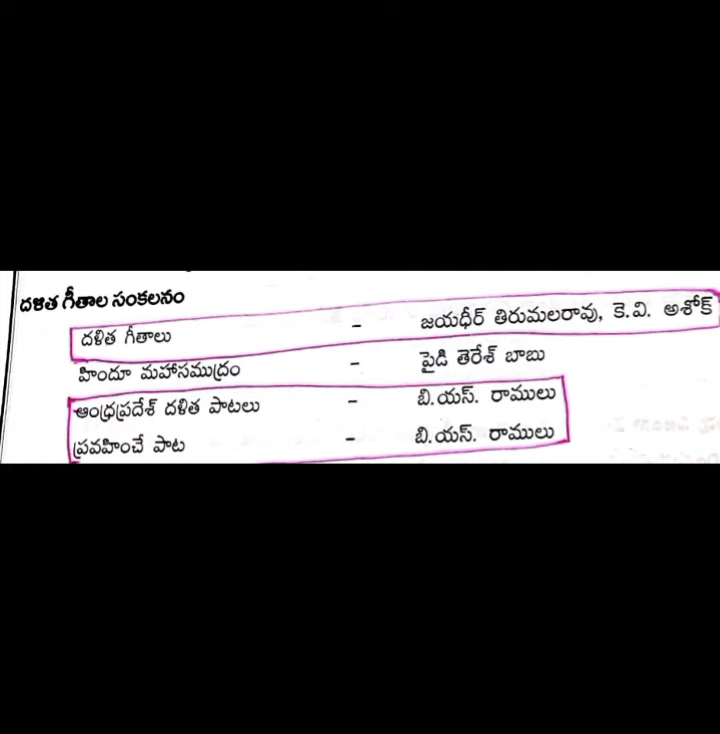 దళిత గీతాల సంకలనం
దళిత గీతాలు - జయధీర్ తిరుమలరావు, కె.వి. అశోక్
హిందూ మహాసముద్రం - పైడి తెరేశ్ బాబు
ఆంధ్రప్రదేశ్ దళిత పాటలు - బి.యస్. రాములు
ప్రవహించే పాట - బి.యస్. రాములు